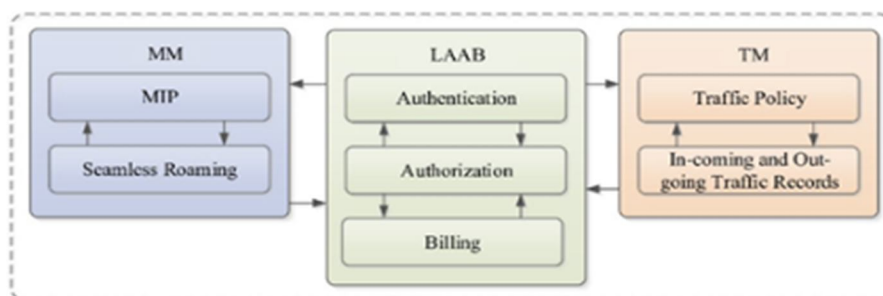 MM
MIP
Seamless Roaming
LAAB
Authentication
Authorization
Billing
TM
Traffic Policy
In-coming and Out-
going Traffic Records